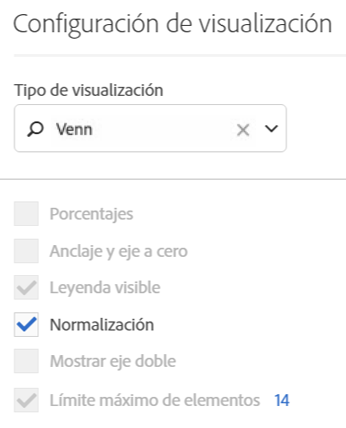 Configuración de visualización
Tipo de visualización
Venn
Porcentajes
Anclaje y eje a cero
Leyenda visible
Normalización
Mostrar eje doble
Límite máximo de elementos 14